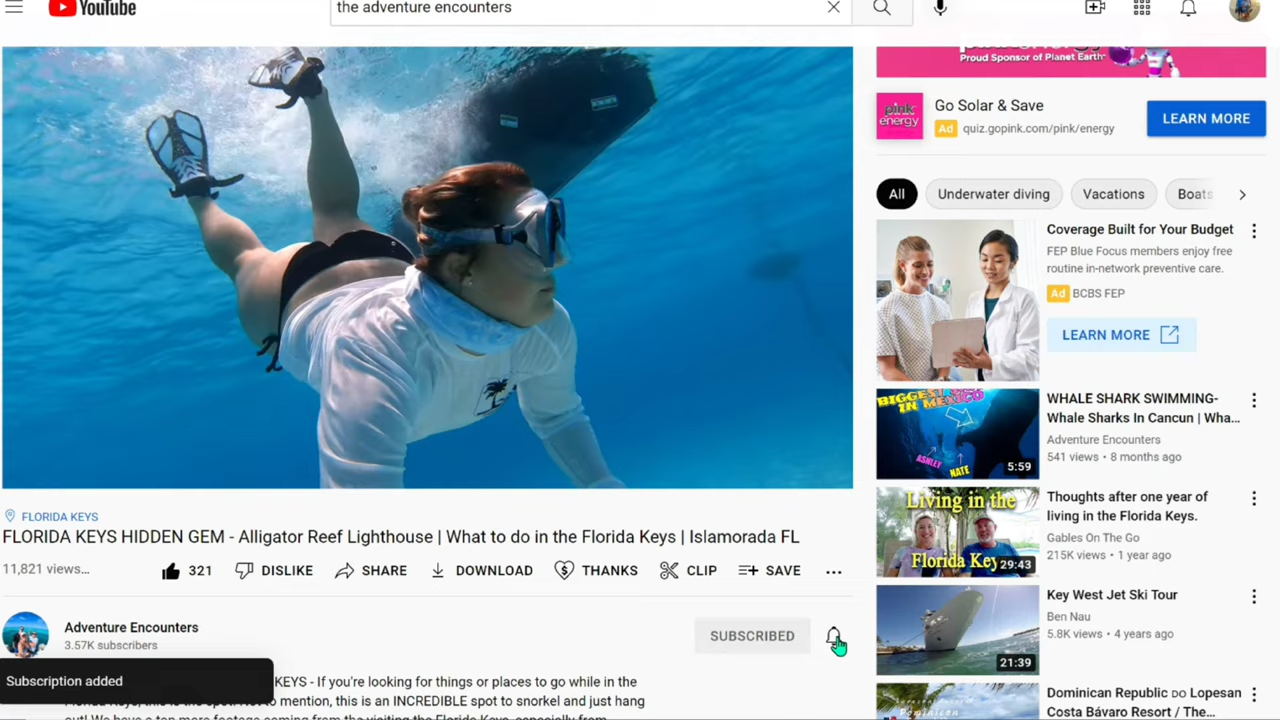 YouTube
the adventure encounters
Proud Sponsor of Planet Earth
pink energy
Go Solar & Save
Ad quiz.gopink.com/pink/energy
LEARN MORE
All
Underwater diving
Vacations
Boats
Coverage Built for Your Budget
FEP Blue Focus members enjoy free
routine in-network preventive care.
Ad BCBS FEP
LEARN MORE
BIGGEST
IN MEXICO
ASHLEY
NATE
5:59
WHALE SHARK SWIMMING-
Whale Sharks In Cancun | Wha...
Adventure Encounters
541 views • 8 months ago
Living in the
Florida Key
29:43
Thoughts after one year of
living in the Florida Keys.
Gables On The Go
215K views • 1 year ago
21:39
Key West Jet Ski Tour
Ben Nau
5.8K views • 4 years ago
Dominican Republic DO Lopesan
Costa Bávaro Resort / The...
FLORIDA KEYS
FLORIDA KEYS HIDDEN GEM - Alligator Reef Lighthouse | What to do in the Florida Keys | Islamorada FL
11,821 views...
321
DISLIKE
SHARE
DOWNLOAD
THANKS
CLIP
SAVE
Adventure Encounters
3.57K subscribers
SUBSCRIBED
Subscription added
KEYS - If you're looking for things or places to go while in the
mention, this is an INCREDIBLE spot to snorkel and just hang